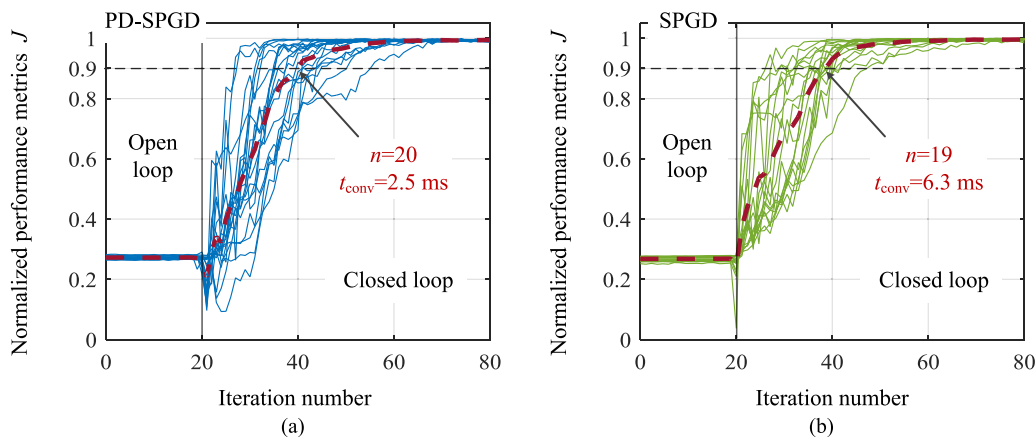 PD-SPGD
Normalized performance metrics J
1
0.9
0.8
0.6
0.4
0.2
0
Open
loop
n=20
t_conv=2.5 ms
Closed loop
0 20 40 60 80
Iteration number
(a)
SPGD
Normalized performance metrics J
1
0.9
0.8
0.6
0.4
0.2
0
Open
loop
n=19
t_conv=6.3 ms
Closed loop
0 20 40 60 80
Iteration number
(b)